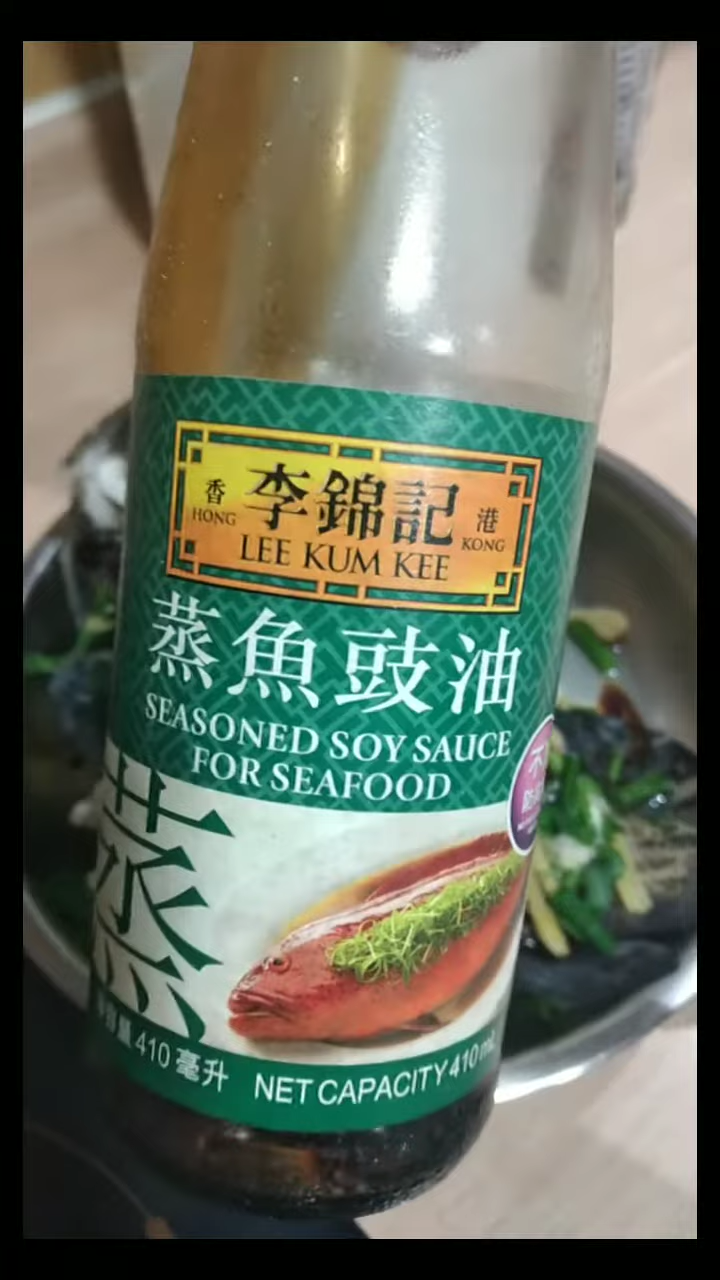 香 李錦記 港
HONG LEE KUM KEE KONG
蒸魚豉油
SEASONED SOY SAUCE
FOR SEAFOOD
不
蒸
410 毫升 NET CAPACITY 410